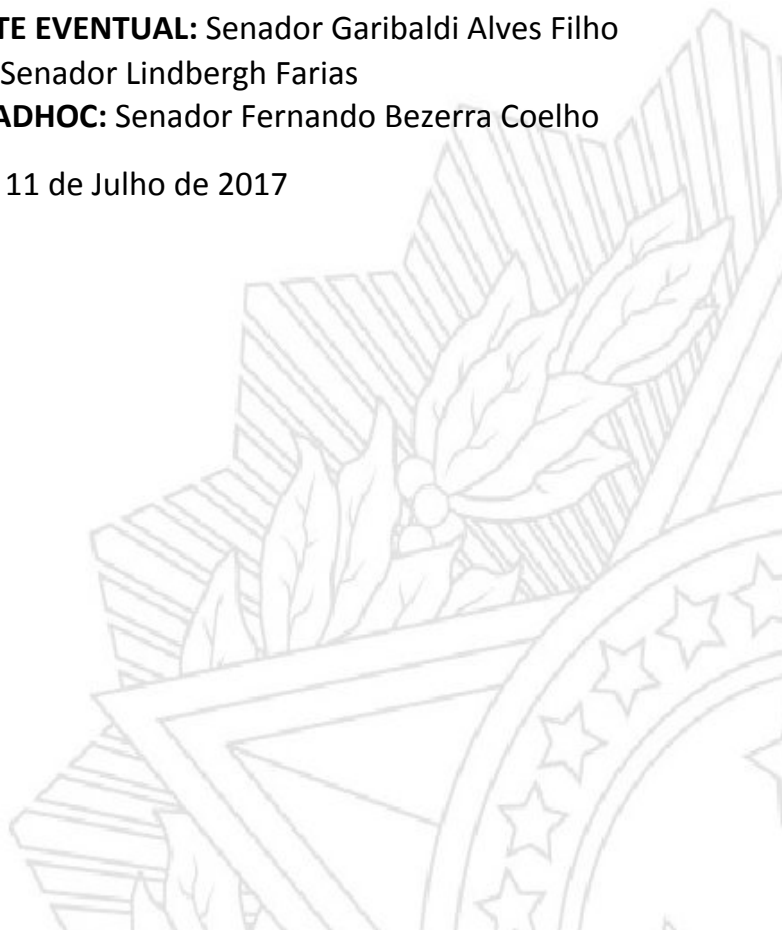 TE EVENTUAL: Senador Garibaldi Alves Filho
Senador Lindbergh Farias
ADHOC: Senador Fernando Bezerra Coelho
11 de Julho de 2017